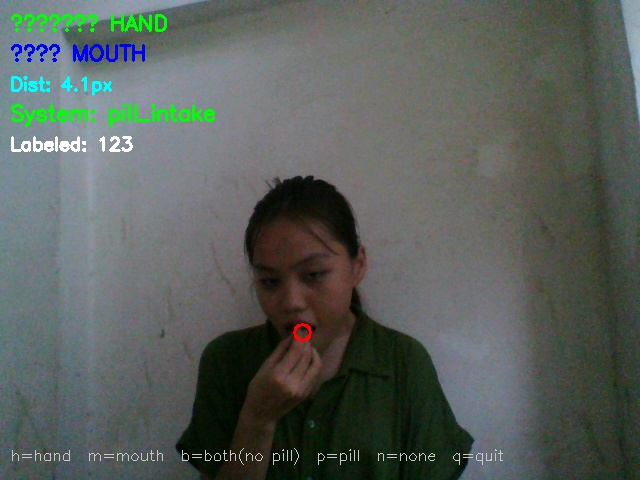 ??????? HAND
???? MOUTH
Dist: 4.1px
System: pill_intake
Labeled: 123
h=hand m=mouth b=both(no pill) p=pill n=none q=quit